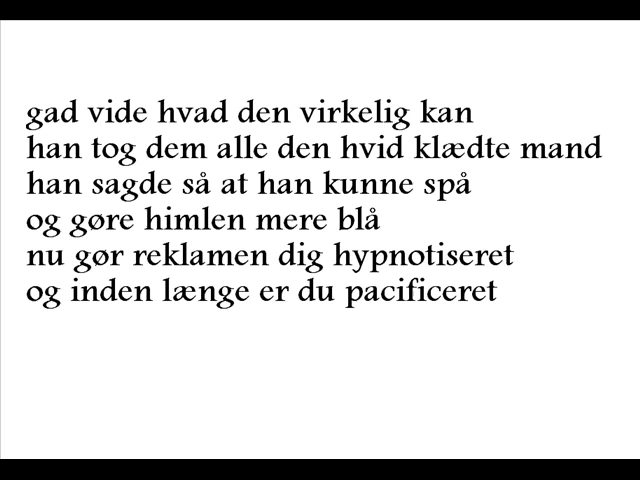 gad vide hvad den virkelig kan
han tog dem alle den hvid klædte mand
han sagde så at han kunne spå
og gøre himlen mere blå
nu gør reklamen dig hypnotiseret
og inden længe er du pacificeret